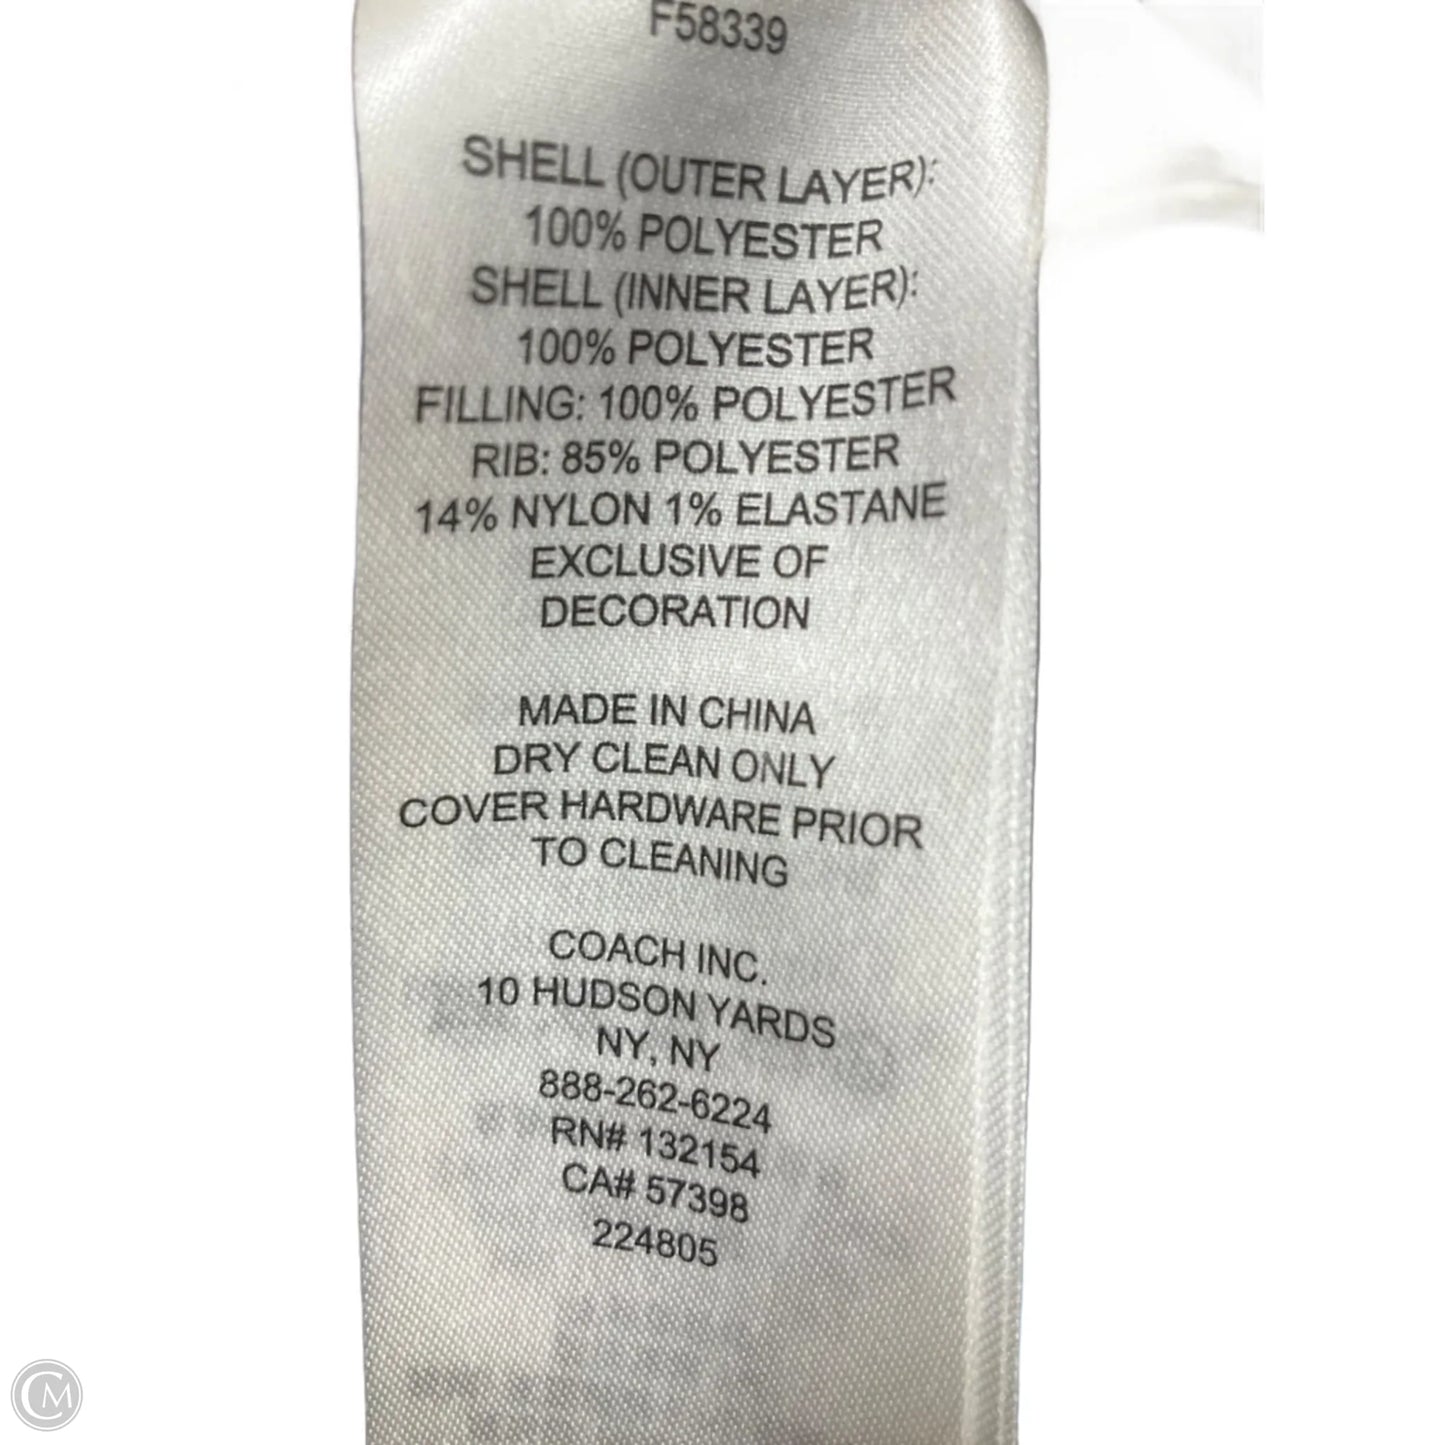 F58339
SHELL (OUTER LAYER):
100% POLYESTER
SHELL (INNER LAYER):
100% POLYESTER
FILLING: 100% POLYESTER
RIB: 85% POLYESTER
14% NYLON 1% ELASTANE
EXCLUSIVE OF
DECORATION
MADE IN CHINA
DRY CLEAN ONLY
COVER HARDWARE PRIOR
TO CLEANING
COACH INC.
10 HUDSON YARDS
NY, NY
888-262-6224
RN# 132154
CA# 57398
224805
CM